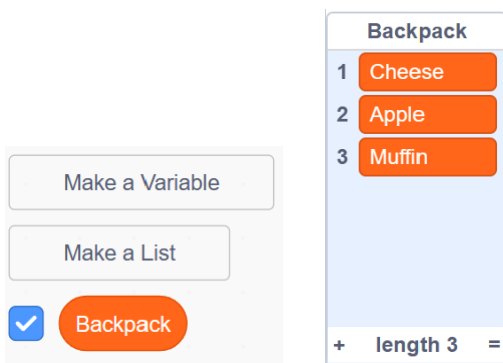 Make a Variable
Make a List
Backpack
Backpack
1 Cheese
2 Apple
3 Muffin
+ length 3 =